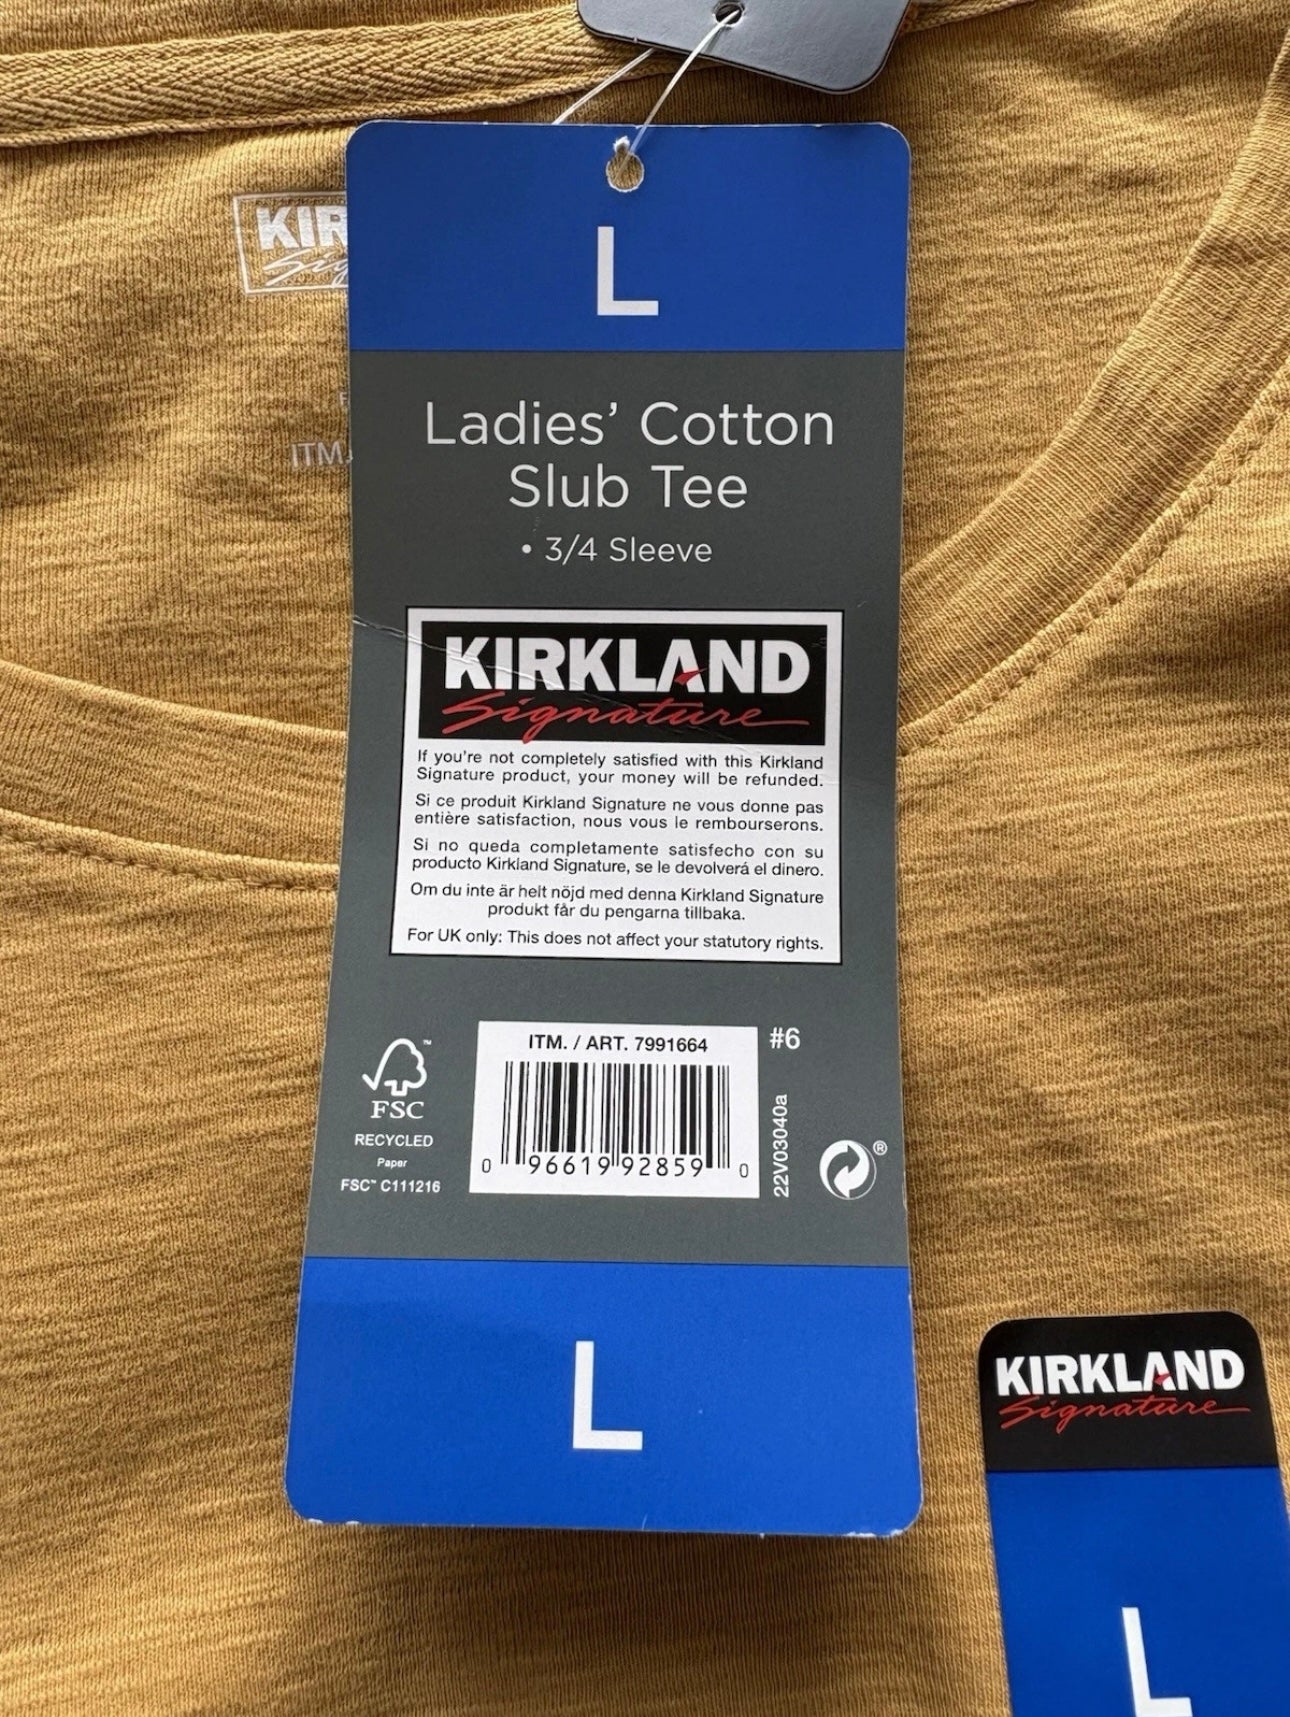 L
Ladies' Cotton
Slub Tee
• 3/4 Sleeve
KIRKLAND
Signature
If you're not completely satisfied with this Kirkland
Signature product, your money will be refunded.
Si ce produit Kirkland Signature ne vous donne pas
entière satisfaction, nous vous le rembourserons.
Si no queda completamente satisfecho con su
producto Kirkland Signature, se le devolverá el dinero.
Om du inte är helt nöjd med denna Kirkland Signature
produkt får du pengarna tillbaka.
For UK only: This does not affect your statutory rights.
ITM. / ART. 7991664
#6
0 96619 92859 0
22V03040a
®
FSC™
RECYCLED
Paper
FSC™ C111216
L
KIR
Sig
ITM.
KIRKLAND
Signature
L